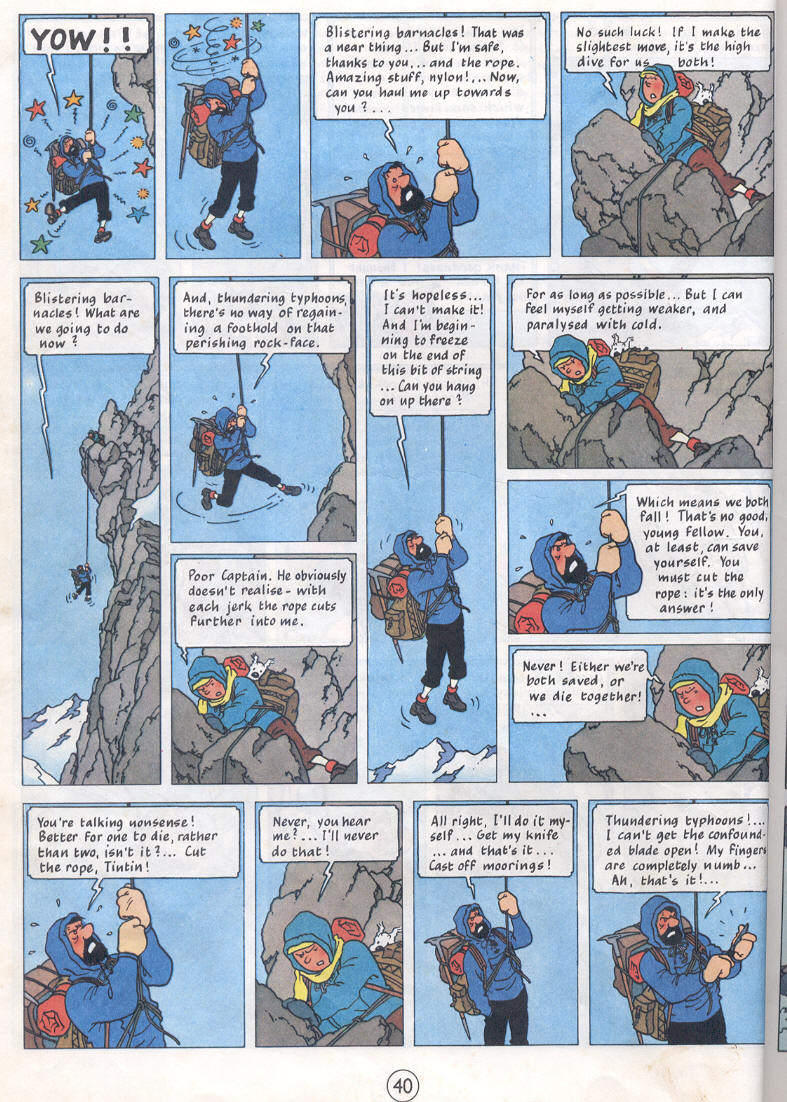 YOW!!
Blistering barnacles! That was
a near thing... But I'm safe,
thanks to you... and the rope.
Amazing stuff, nylon!... Now,
can you haul me up towards
you?...
No such luck! If I make the
slightest move, it's the high
dive for us both!
Blistering bar-
nacles! What are
we going to do
now?
And, thundering typhoons,
there's no way of regain-
ing a foothold on that
perishing rock-face.
Poor Captain. He obviously
doesn't realise - with
each jerk the rope cuts
further into me.
It's hopeless...
I can't make it!
And I'm begin-
ning to freeze
on the end of
this bit of string
... Can you hang
on up there?
For as long as possible... But I can
feel myself getting weaker, and
paralysed with cold.
Which means we both
fall! That's no good,
young fellow. You,
at least, can save
yourself. You
must cut the
rope: it's the only
answer!
Never! Either we're
both saved, or
we die together!
...
You're talking nonsense!
Better for one to die, rather
than two, isn't it?... Cut
the rope, Tintin!
Never, you hear
me?... I'll never
do that!
All right, I'll do it my-
self... Get my knife
... and that's it...
Cast off moorings!
Thundering typhoons!...
I can't get the confound-
ed blade open! My fingers
are completely numb...
Ah, that's it!...
40